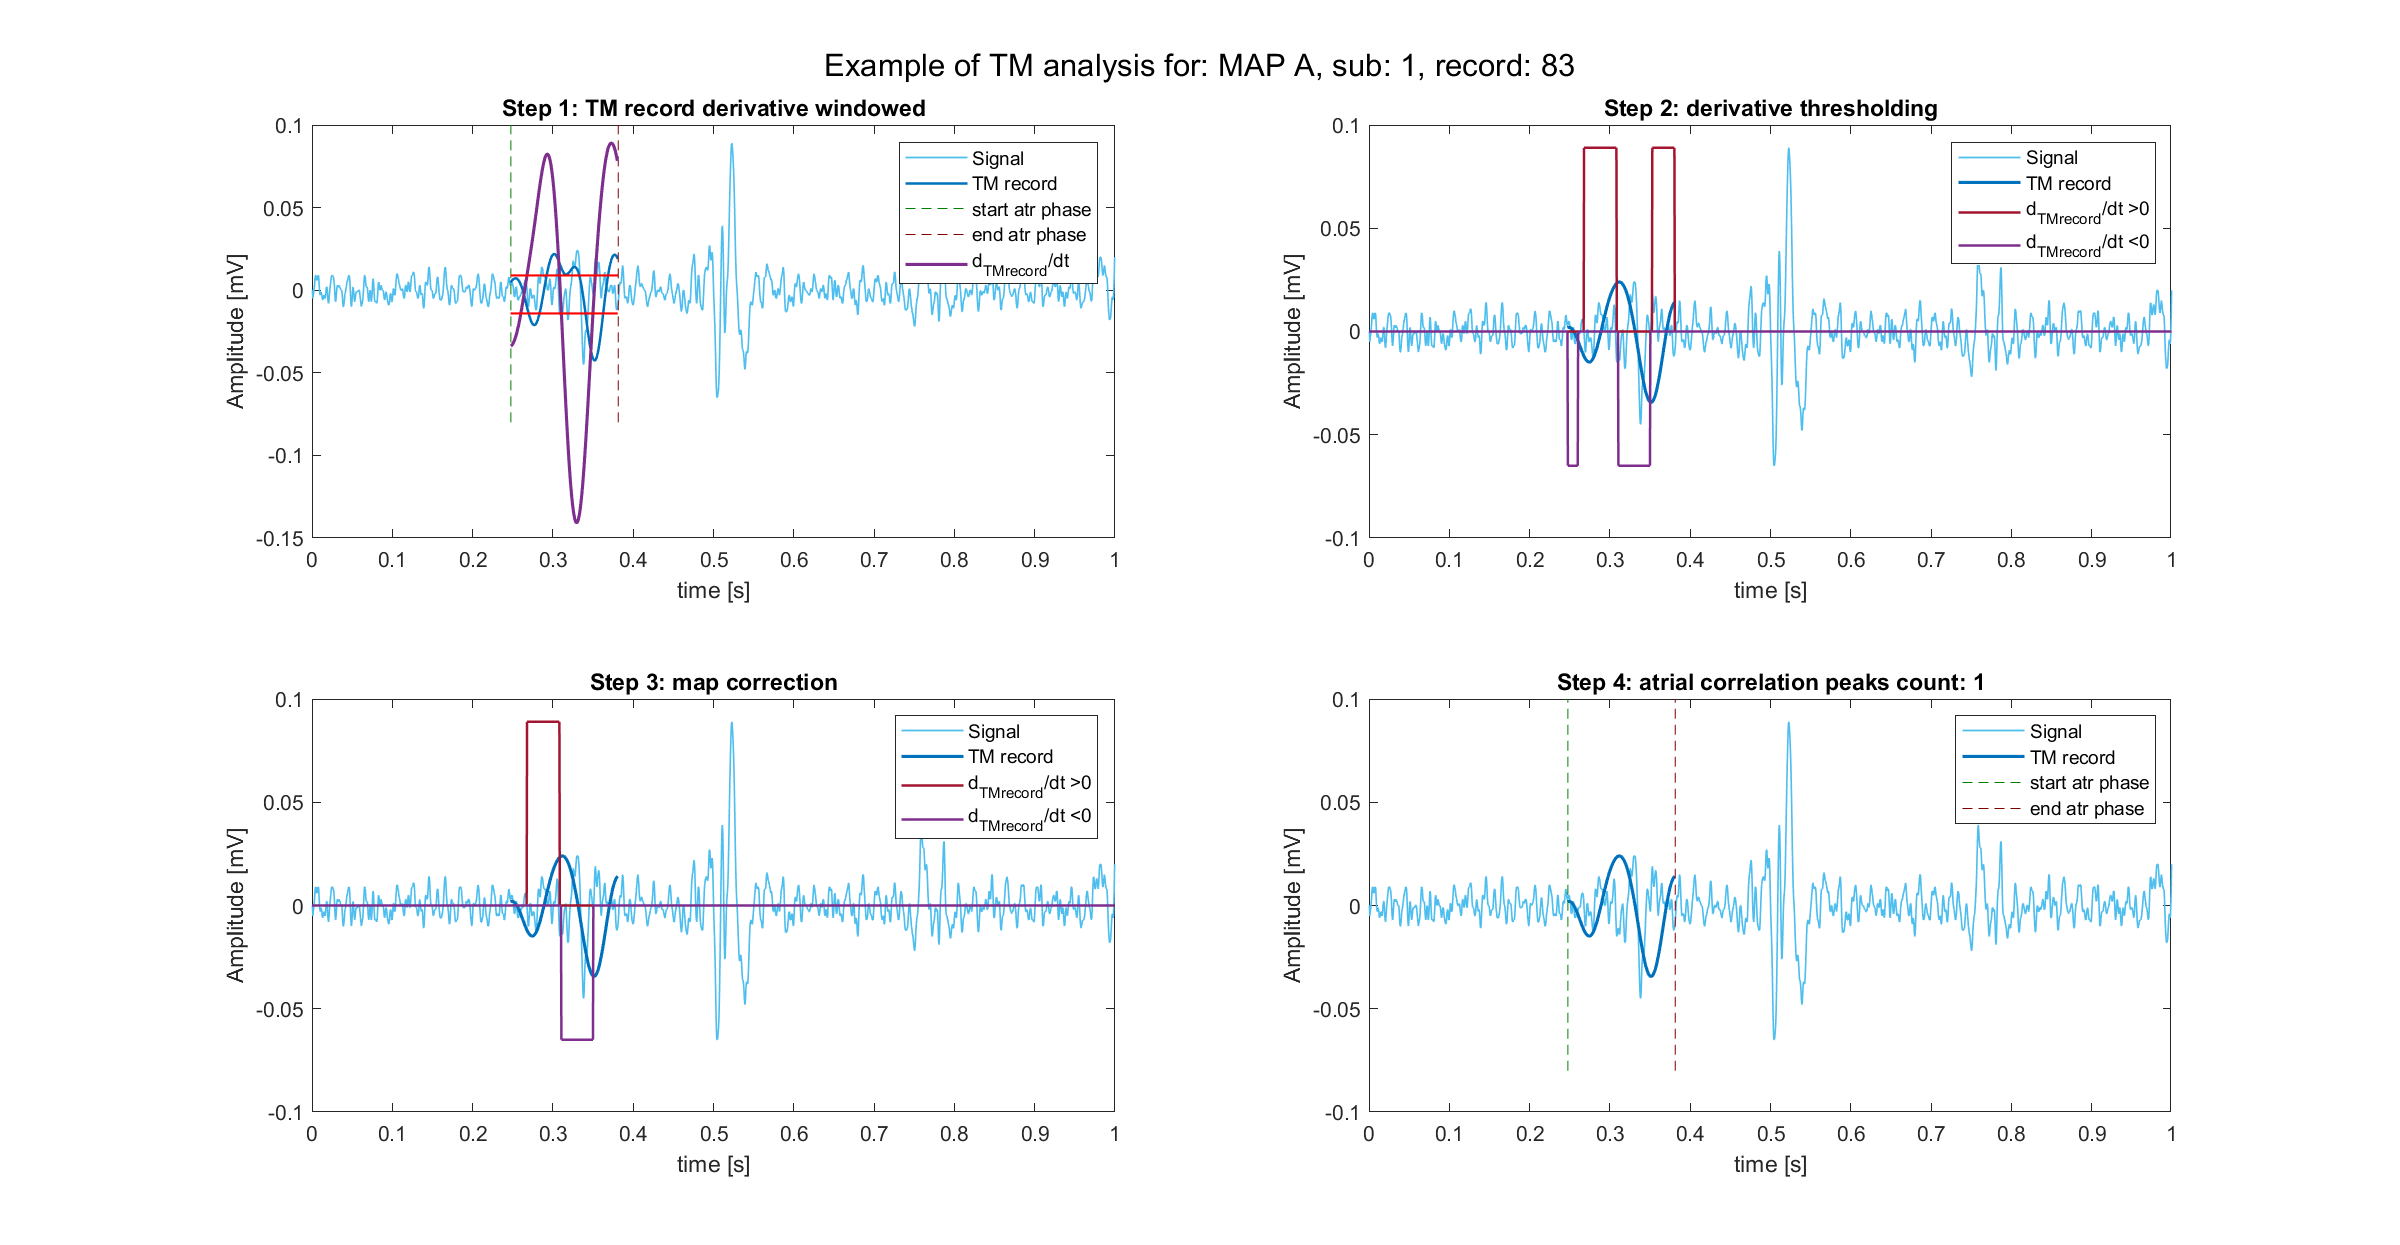 Example of TM analysis for: MAP A, sub: 1, record: 83
Step 1: TM record derivative windowed
0.1
0.05
0
-0.05
-0.1
-0.15
Amplitude [mV]
0 0.1 0.2 0.3 0.4 0.5 0.6 0.7 0.8 0.9 1
time [s]
Signal
TM record
start atr phase
end atr phase
dTMrecord/dt
Step 2: derivative thresholding
0.1
0.05
0
-0.05
-0.1
Amplitude [mV]
0 0.1 0.2 0.3 0.4 0.5 0.6 0.7 0.8 0.9 1
time [s]
Signal
TM record
dTMrecord/dt >0
dTMrecord/dt <0
Step 3: map correction
0.1
0.05
0
-0.05
-0.1
Amplitude [mV]
0 0.1 0.2 0.3 0.4 0.5 0.6 0.7 0.8 0.9 1
time [s]
Signal
TM record
dTMrecord/dt >0
dTMrecord/dt <0
Step 4: atrial correlation peaks count: 1
0.1
0.05
0
-0.05
-0.1
Amplitude [mV]
0 0.1 0.2 0.3 0.4 0.5 0.6 0.7 0.8 0.9 1
time [s]
Signal
TM record
start atr phase
end atr phase